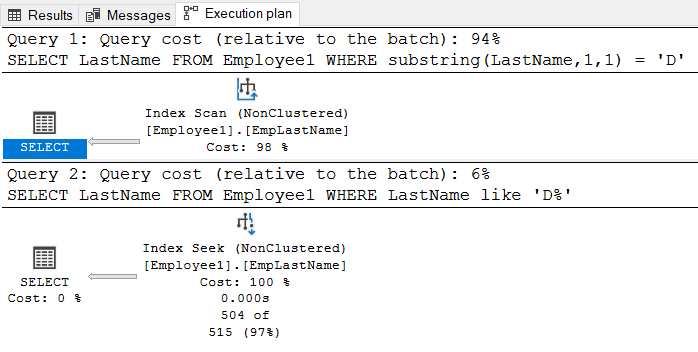 Results Messages Execution plan
Query 1: Query cost (relative to the batch): 94%
SELECT LastName FROM Employee1 WHERE substring(LastName,1,1) = 'D'
Index Scan (NonClustered)
[Employee1].[EmpLastName]
SELECT Cost: 98 %
Query 2: Query cost (relative to the batch): 6%
SELECT LastName FROM Employee1 WHERE LastName like 'D%'
Index Seek (NonClustered)
[Employee1].[EmpLastName]
SELECT Cost: 100 %
Cost: 0 % 0.000s
504 of
515 (97%)